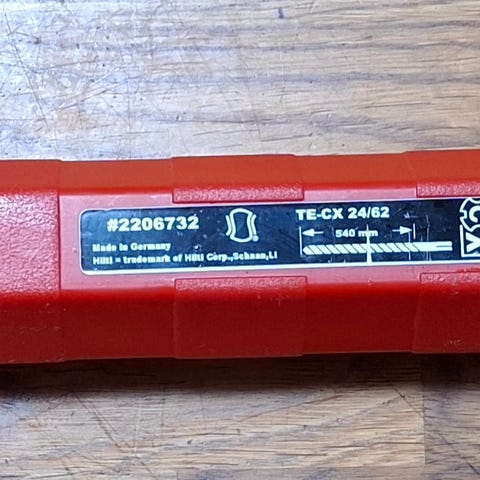 #2206732
Made in Germany
Hilti = trademark of Hilti Corp.,Schaan,Li
TE-CX 24/62
540 mm